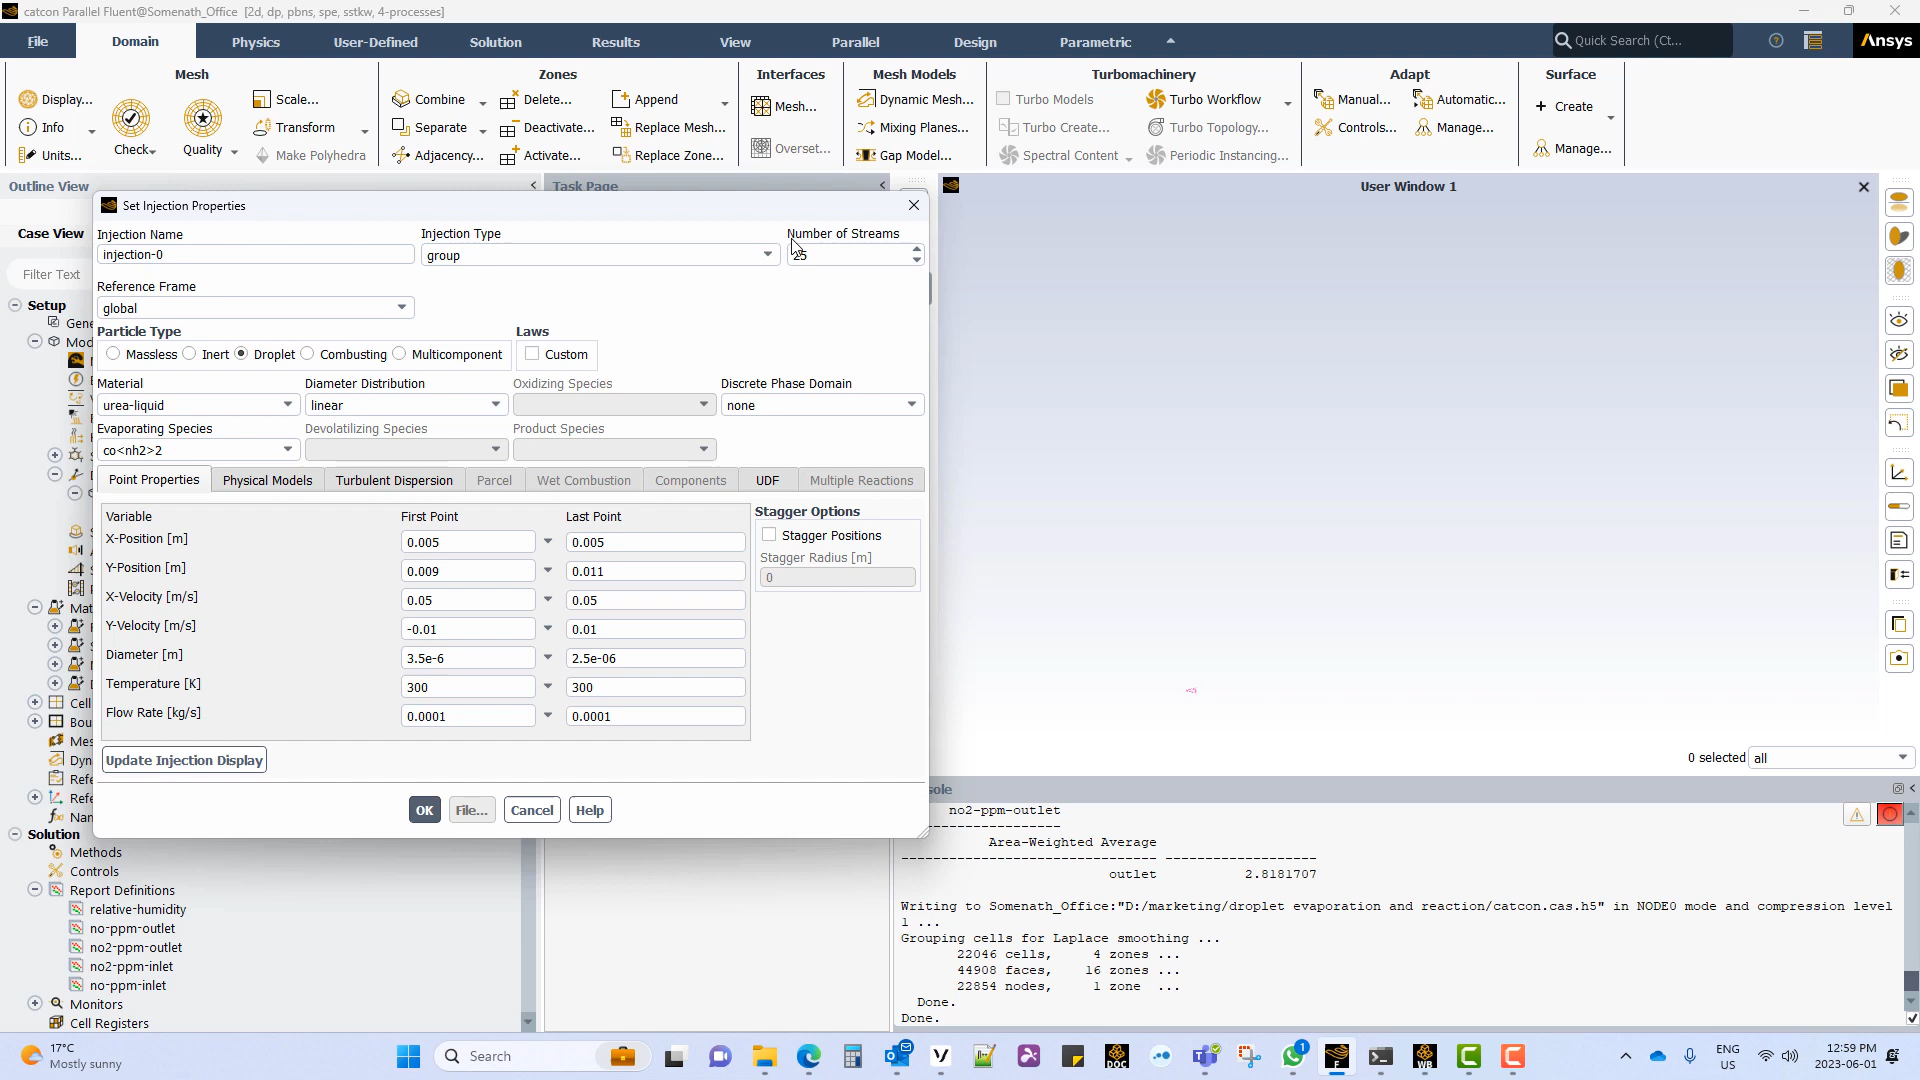 catcon Parallel Fluent@Somenath_Office [2d, dp, pbns, spe, sstkw, 4-processes]
File Domain Physics User-Defined Solution Results View Parallel Design Parametric Quick Search (Ct... Ansys
Mesh Zones Interfaces Mesh Models Turbomachinery Adapt Surface
Display... Scale... Combine Delete... Append Mesh... Dynamic Mesh... Turbo Models Turbo Workflow Manual... Automatic... Create
Info Transform Separate Deactivate... Replace Mesh... Mixing Planes... Turbo Create... Turbo Topology... Controls... Manage...
Units... Check Quality Make Polyhedra Adjacency... Activate... Replace Zone... Overset... Gap Model... Spectral Content Periodic Instancing... Manage...
Outline View Task Page User Window 1
Set Injection Properties
Injection Name Injection Type Number of Streams
injection-0 group 25
Reference Frame
global
Particle Type Laws
Massless Inert Droplet Combusting Multicomponent Custom
Material Diameter Distribution Oxidizing Species Discrete Phase Domain
urea-liquid linear none
Evaporating Species Devolatilizing Species Product Species
co<nh2>2
Point Properties Physical Models Turbulent Dispersion Parcel Wet Combustion Components UDF Multiple Reactions
Variable First Point Last Point
X-Position [m] 0.005 0.005
Y-Position [m] 0.009 0.011
X-Velocity [m/s] 0.05 0.05
Y-Velocity [m/s] -0.01 0.01
Diameter [m] 3.5e-6 2.5e-06
Temperature [K] 300 300
Flow Rate [kg/s] 0.0001 0.0001
Stagger Options
Stagger Positions
Stagger Radius [m]
0
Update Injection Display
OK File... Cancel Help
Case View
Filter Text
Setup
Gene
Mod
Mat
Cell
Bou
Mes
Dyn
Refe
Refe
Nan
Solution
Methods
Controls
Report Definitions
relative-humidity
no-ppm-outlet
no2-ppm-outlet
no2-ppm-inlet
no-ppm-inlet
Monitors
Cell Registers
0 selected all
sole
no2-ppm-outlet
-------------------
Area-Weighted Average
-------------------------------- -------------------
outlet 2.8181707
Writing to Somenath_Office:"D:/marketing/droplet evaporation and reaction/catcon.cas.h5" in NODE0 mode and compression level
1 ...
Grouping cells for Laplace smoothing ...
22046 cells, 4 zones ...
44908 faces, 16 zones ...
22854 nodes, 1 zone ...
Done.
Done.
17°C
Mostly sunny
Search
DOC
WB
1
ENG
US
12:59 PM
2023-06-01